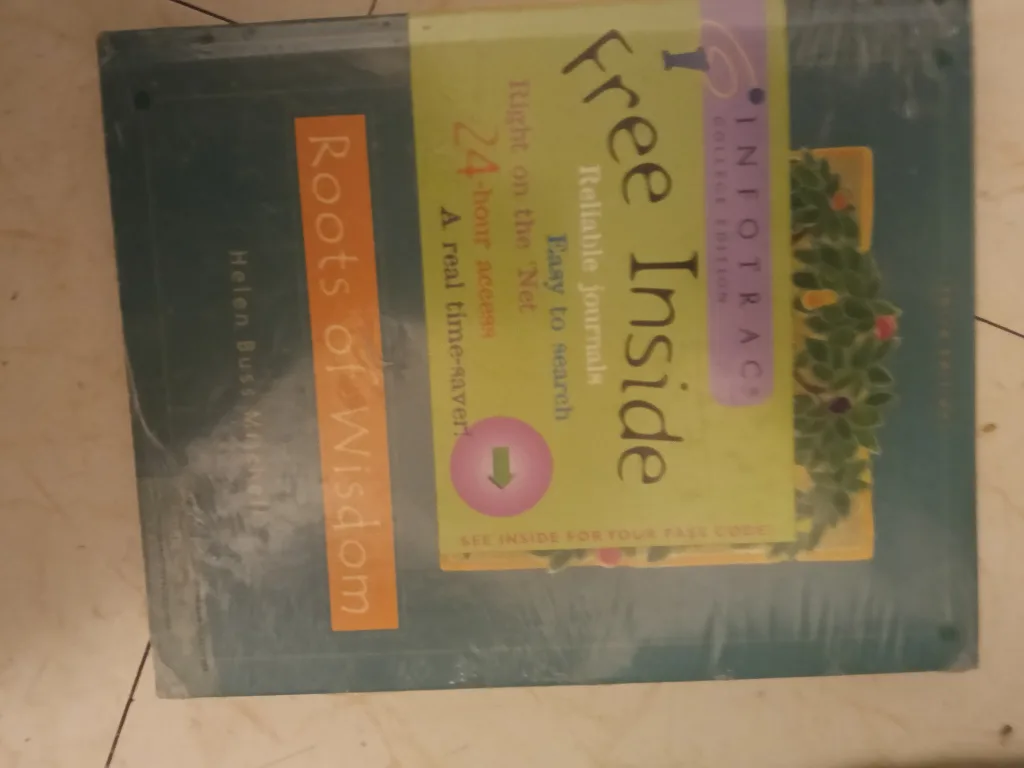 INFOTRAC®
COLLEGE EDITION
Free Inside
Reliable journals
Easy to search
Right on the 'Net
24-hour access
A real time-saver!
SEE INSIDE FOR YOUR PASS CODE!
Roots of Wisdom
Helen Buss Mitchell